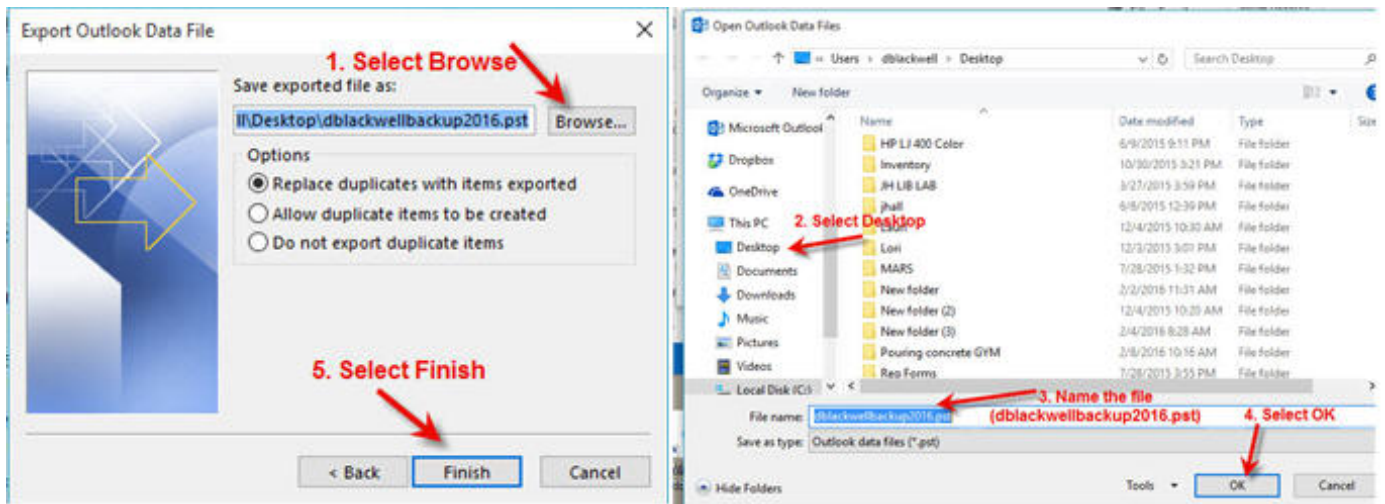 Export Outlook Data File
1. Select Browse
Save exported file as:
ll\Desktop\dblackwellbackup2016.pst Browse...
Options
Replace duplicates with items exported
Allow duplicate items to be created
Do not export duplicate items
5. Select Finish
< Back Finish Cancel
Open Outlook Data Files
« Users › dblackwell › Desktop Search Desktop
Organize New folder
Name Date modified Type Size
Microsoft Outlool
Dropbox
OneDrive
This PC
Desktop
Documents
Downloads
Music
Pictures
Videos
Local Disk (C:)
HP LJ 400 Color 6/9/2015 9:11 PM File folder
Inventory 10/30/2015 3:21 PM File folder
JH LIB LAB 3/27/2015 3:59 PM File folder
jhall 6/8/2015 12:39 PM File folder
12/4/2015 10:30 AM File folder
Lori 12/3/2015 3:01 PM File folder
MARS 7/28/2015 1:32 PM File folder
New folder 2/2/2016 11:31 AM File folder
New folder (2) 12/4/2015 10:20 AM File folder
New folder (3) 2/4/2016 8:28 AM File folder
Pouring concrete GYM 2/8/2016 10:16 AM File folder
Reg Forms 7/28/2015 3:55 PM File folder
2. Select Desktop
3. Name the file
(dblackwellbackup2016.pst)
4. Select OK
File name: dblackwellbackup2016.pst
Save as type: Outlook data files (*.pst)
Hide Folders Tools OK Cancel